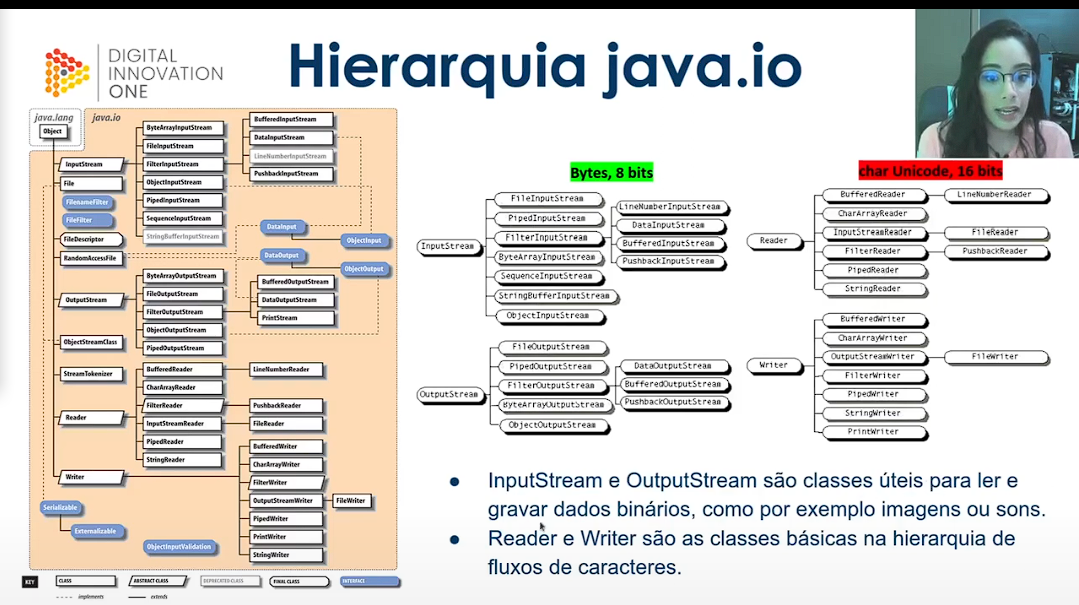 DIGITAL
INNOVATION
ONE
Hierarquia java.io
java.lang
java.io
Object
InputStream
File
FilenameFilter
FileFilter
FileDescriptor
RandomAccessFile
OutputStream
ObjectStreamClass
StreamTokenizer
Reader
Writer
Serializable
Externalizable
ByteArrayInputStream
FileInputStream
FilterInputStream
ObjectInputStream
PipedInputStream
SequenceInputStream
StringBufferInputStream
BufferedInputStream
DataInputStream
LineNumberInputStream
PushbackInputStream
DataInput
ObjectInput
DataOutput
ObjectOutput
ByteArrayOutputStream
FileOutputStream
FilterOutputStream
ObjectOutputStream
PipedOutputStream
BufferedOutputStream
DataOutputStream
PrintStream
BufferedReader
CharArrayReader
FilterReader
InputStreamReader
PipedReader
StringReader
LineNumberReader
PushbackReader
FileReader
BufferedWriter
CharArrayWriter
FilterWriter
OutputStreamWriter
PipedWriter
PrintWriter
StringWriter
FileWriter
ObjectInputValidation
KEY
CLASS
ABSTRACT CLASS
DEPRECATED CLASS
FINAL CLASS
INTERFACE
implements
extends
Bytes, 8 bits
InputStream
FileInputStream
PipedInputStream
FilterInputStream
ByteArrayInputStream
SequenceInputStream
StringBufferInputStream
ObjectInputStream
LineNumberInputStream
DataInputStream
BufferedInputStream
PushbackInputStream
OutputStream
FileOutputStream
PipedOutputStream
FilterOutputStream
ByteArrayOutputStream
ObjectOutputStream
DataOutputStream
BufferedOutputStream
PushbackOutputStream
char Unicode, 16 bits
Reader
BufferedReader
CharArrayReader
InputStreamReader
FilterReader
PipedReader
StringReader
LineNumberReader
FileReader
PushbackReader
Writer
BufferedWriter
CharArrayWriter
OutputStreamWriter
FilterWriter
PipedWriter
StringWriter
PrintWriter
FileWriter
● InputStream e OutputStream são classes úteis para ler e
gravar dados binários, como por exemplo imagens ou sons.
● Reader e Writer são as classes básicas na hierarquia de
fluxos de caracteres.